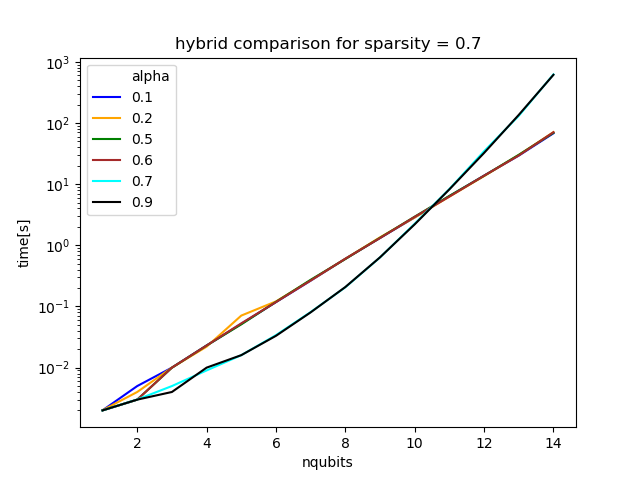 hybrid comparison for sparsity = 0.7
alpha
0.1
0.2
0.5
0.6
0.7
0.9
time[s]
10³
10²
10¹
10⁰
10⁻¹
10⁻²
2 4 6 8 10 12 14
nqubits